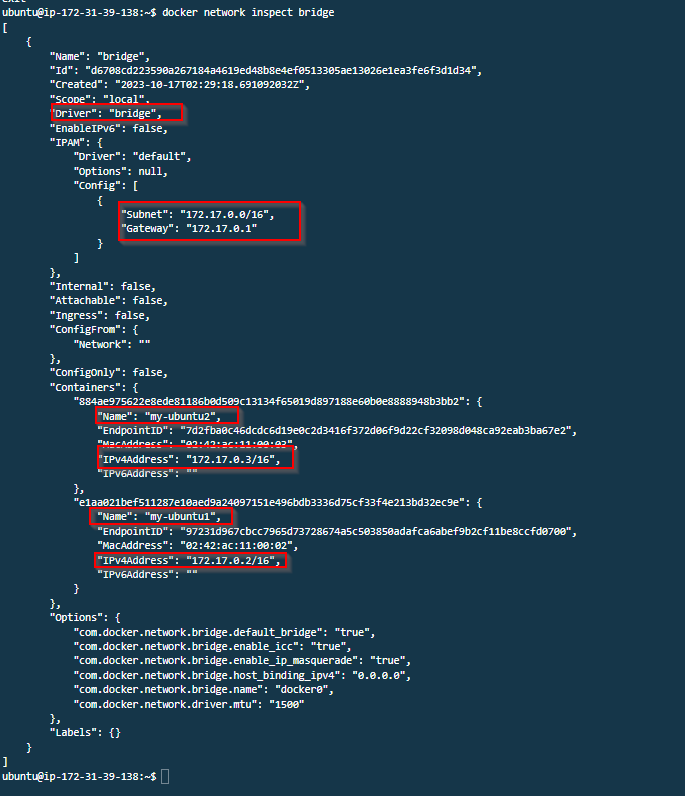 ubuntu@ip-172-31-39-138:~$ docker network inspect bridge
[
    {
        "Name": "bridge",
        "Id": "d6708cd223590a267184a4619ed48b8e4ef0513305ae13026e1ea3fe6f3d1d34",
        "Created": "2023-10-17T02:29:18.691092032Z",
        "Scope": "local",
        "Driver": "bridge",
        "EnableIPv6": false,
        "IPAM": {
            "Driver": "default",
            "Options": null,
            "Config": [
                {
                    "Subnet": "172.17.0.0/16",
                    "Gateway": "172.17.0.1"
                }
            ]
        },
        "Internal": false,
        "Attachable": false,
        "Ingress": false,
        "ConfigFrom": {
            "Network": ""
        },
        "ConfigOnly": false,
        "Containers": {
            "884ae975622e8ede81186b0d509c13134f65019d897188e60b0e8888948b3bb2": {
                "Name": "my-ubuntu2",
                "EndpointID": "7d2fba0c46dcdc6d19e0c2d3416f372d06f9d22cf32098d048ca92eab3ba67e2",
                "MacAddress": "02:42:ac:11:00:03",
                "IPv4Address": "172.17.0.3/16",
                "IPv6Address": ""
            },
            "e1aa021bef511287e10aed9a24097151e496bdb3336d75cf33f4e213bd32ec9e": {
                "Name": "my-ubuntu1",
                "EndpointID": "97231d967cbcc7965d73728674a5c503850adafca6abef9b2cf11be8ccfd0700",
                "MacAddress": "02:42:ac:11:00:02",
                "IPv4Address": "172.17.0.2/16",
                "IPv6Address": ""
            }
        },
        "Options": {
            "com.docker.network.bridge.default_bridge": "true",
            "com.docker.network.bridge.enable_icc": "true",
            "com.docker.network.bridge.enable_ip_masquerade": "true",
            "com.docker.network.bridge.host_binding_ipv4": "0.0.0.0",
            "com.docker.network.bridge.name": "docker0",
            "com.docker.network.driver.mtu": "1500"
        },
        "Labels": {}
    }
]
ubuntu@ip-172-31-39-138:~$